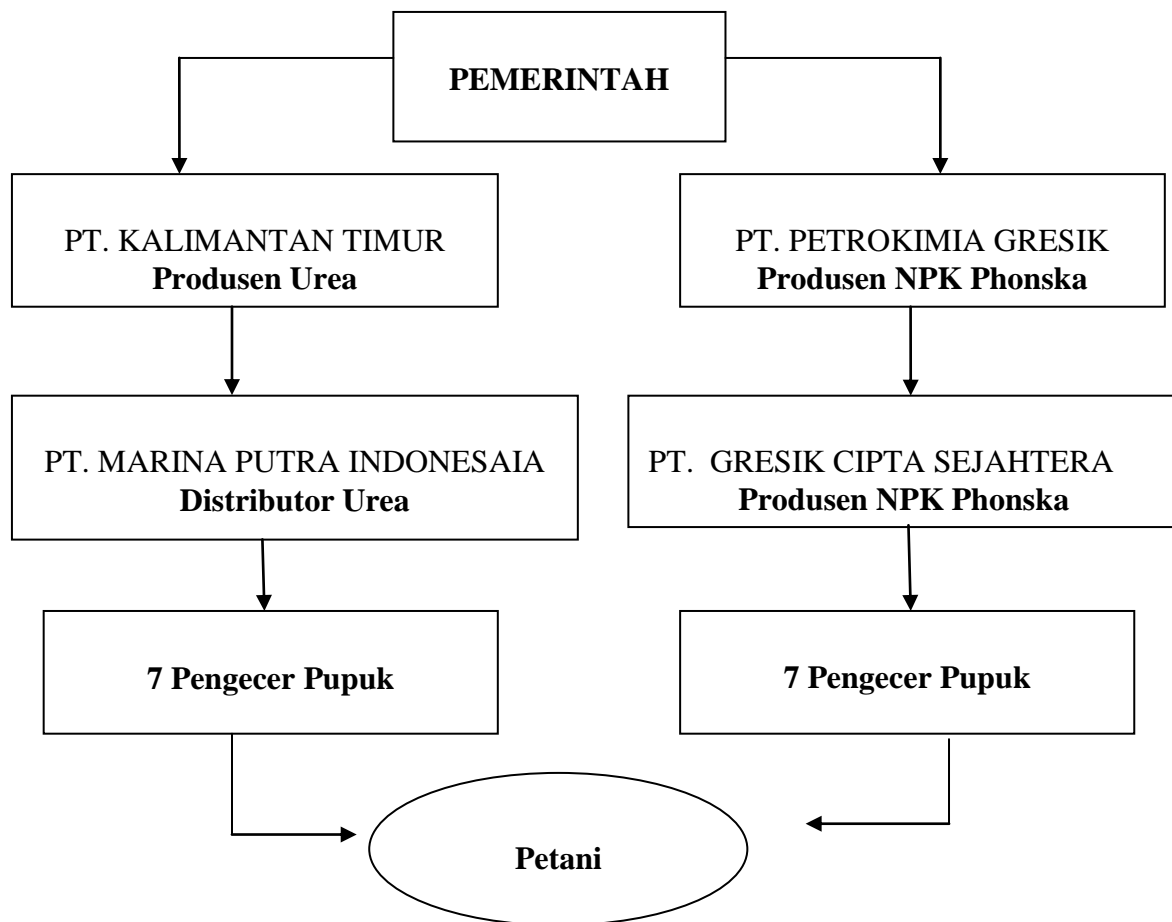 PEMERINTAH
PT. KALIMANTAN TIMUR
Produsen Urea
PT. PETROKIMIA GRESIK
Produsen NPK Phonska
PT. MARINA PUTRA INDONESAIA
Distributor Urea
PT. GRESIK CIPTA SEJAHTERA
Produsen NPK Phonska
7 Pengecer Pupuk
7 Pengecer Pupuk
Petani